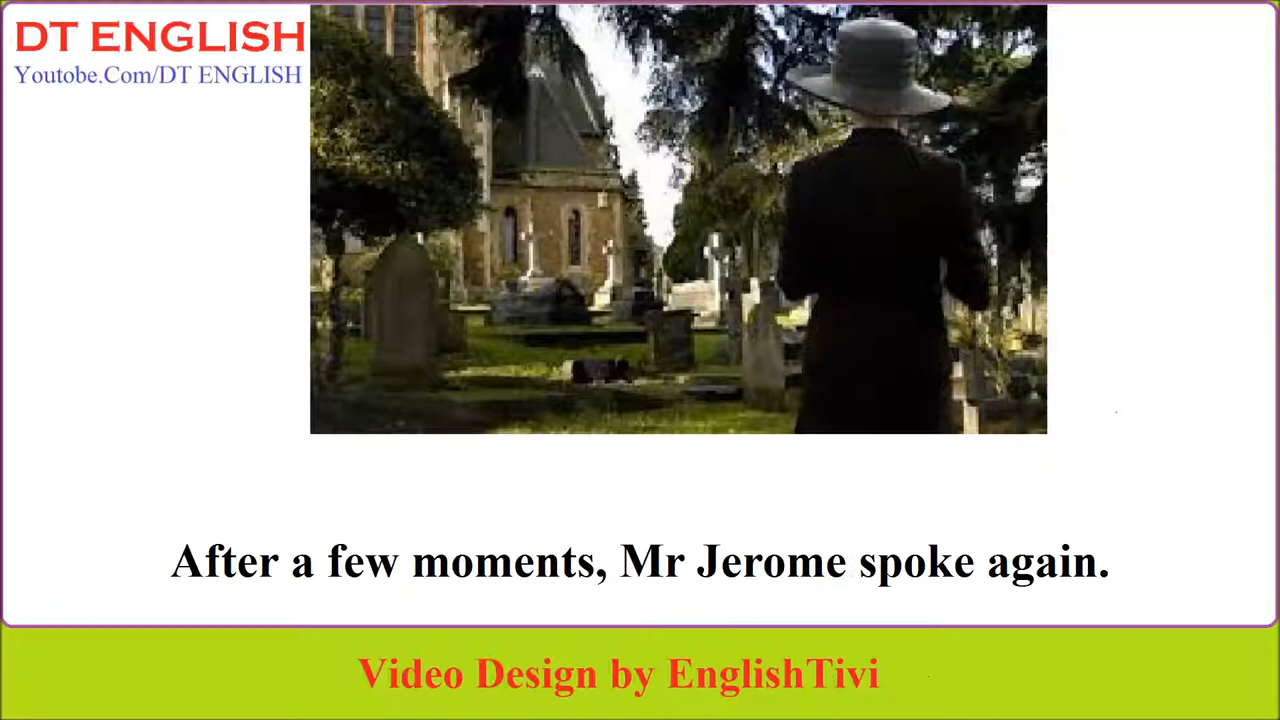 DT ENGLISH
Youtobe.Com/DT ENGLISH
After a few moments, Mr Jerome spoke again.
Video Design by EnglishTivi